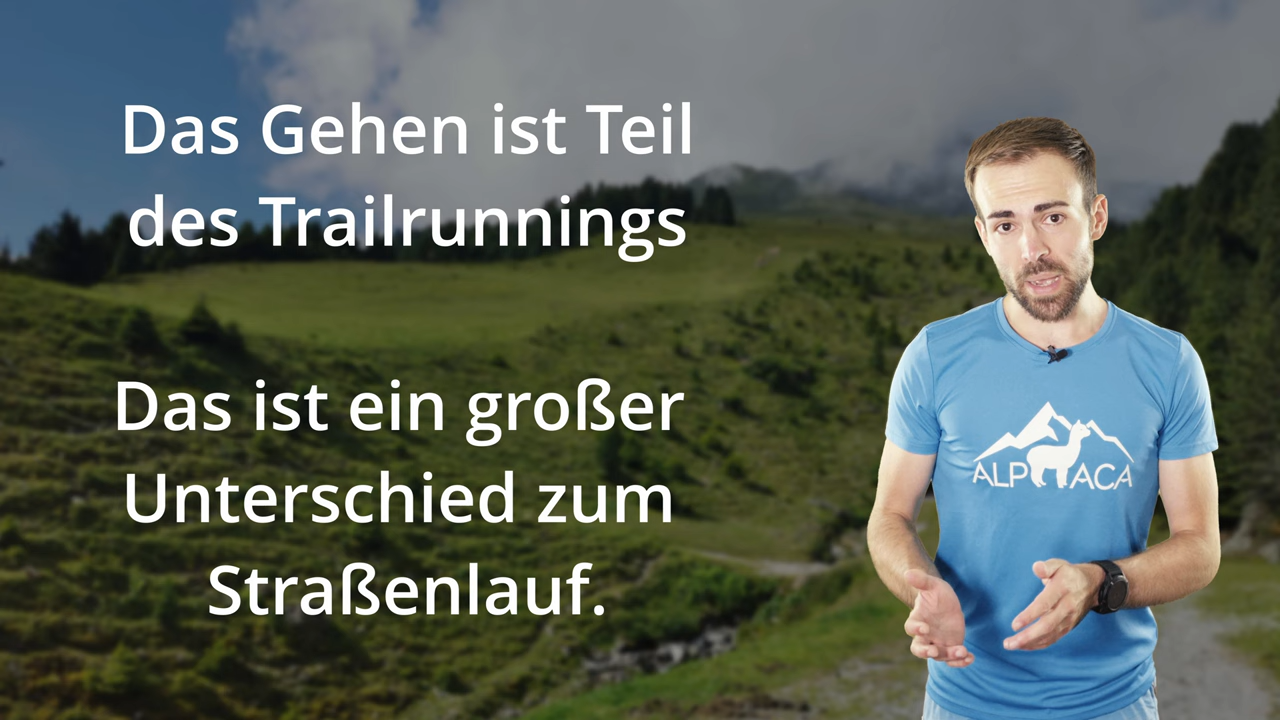 Das Gehen ist Teil
des Trailrunnings
Das ist ein großer
Unterschied zum
Straßenlauf.
ALPACA